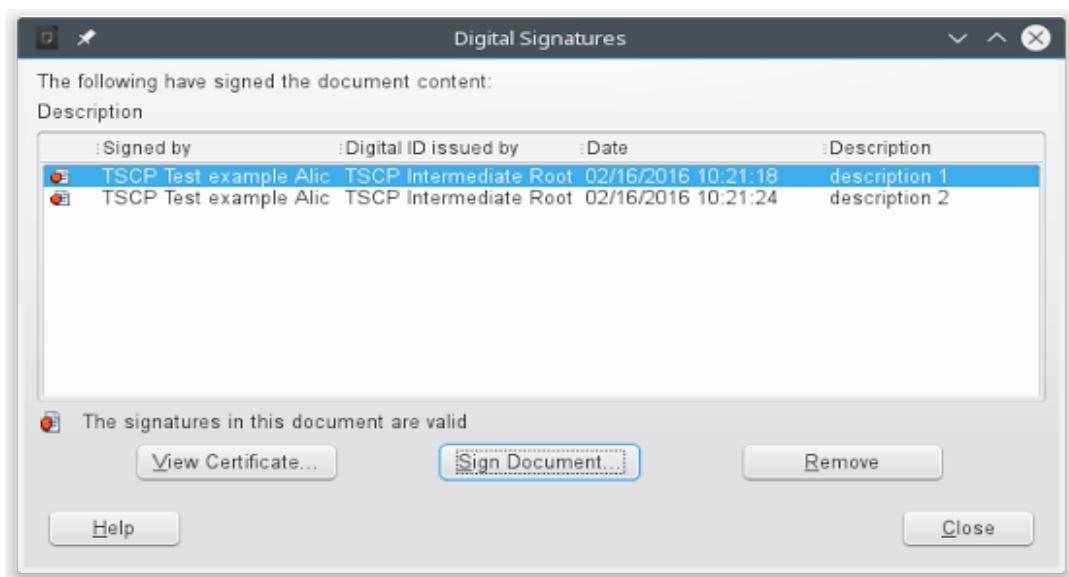 Digital Signatures
The following have signed the document content:
Description
Signed by Digital ID issued by Date Description
TSCP Test example Alic TSCP Intermediate Root 02/16/2016 10:21:18 description 1
TSCP Test example Alic TSCP Intermediate Root 02/16/2016 10:21:24 description 2
The signatures in this document are valid
View Certificate... Sign Document... Remove
Help Close